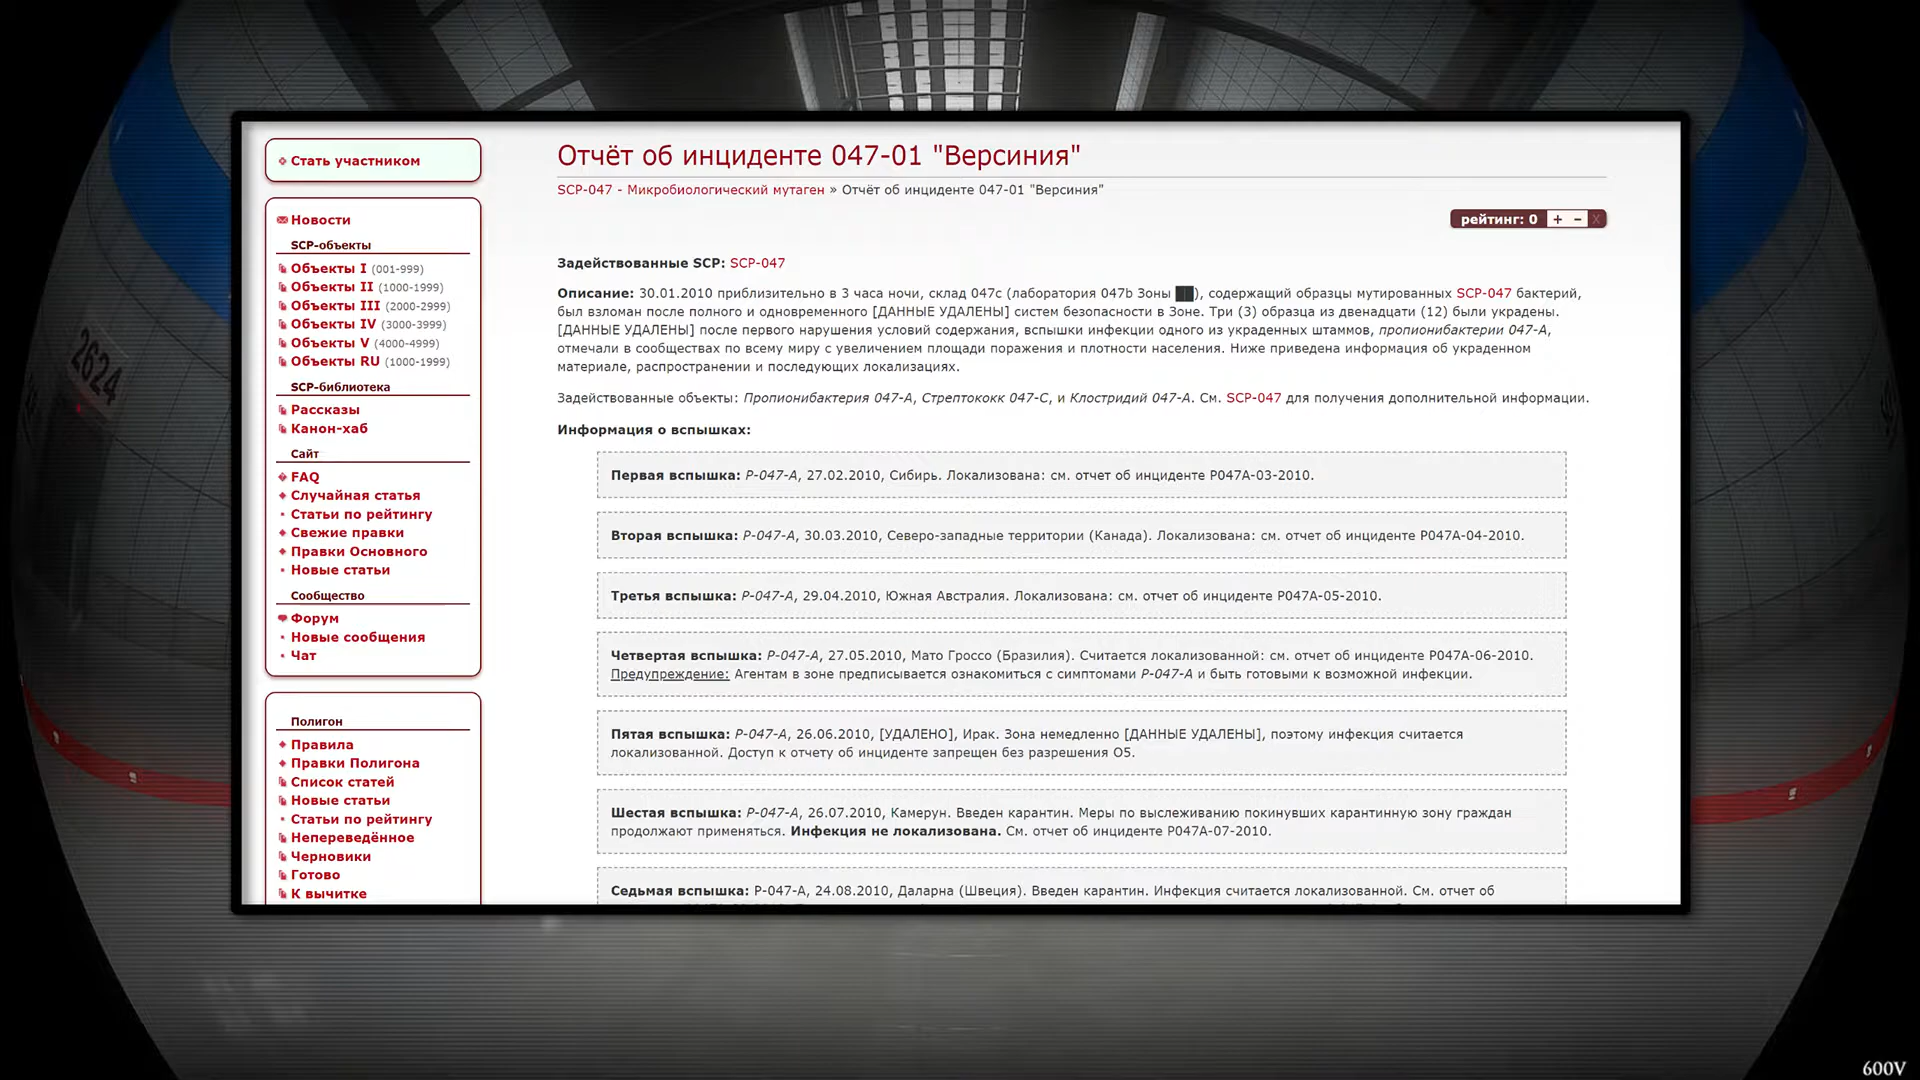 2624
Стать участником
Новости
SCP-объекты
Объекты I (001-999)
Объекты II (1000-1999)
Объекты III (2000-2999)
Объекты IV (3000-3999)
Объекты V (4000-4999)
Объекты RU (1000-1999)
SCP-библиотека
Рассказы
Канон-хаб
Сайт
FAQ
Случайная статья
Статьи по рейтингу
Свежие правки
Правки Основного
Новые статьи
Сообщество
Форум
Новые сообщения
Чат
Полигон
Правила
Правки Полигона
Список статей
Новые статьи
Статьи по рейтингу
Непереведённое
Черновики
Готово
К вычитке
Отчёт об инциденте 047-01 "Версиния"
SCP-047 - Микробиологический мутаген » Отчёт об инциденте 047-01 "Версиния"
рейтинг: 0 + − X
Задействованные SCP: SCP-047
Описание: 30.01.2010 приблизительно в 3 часа ночи, склад 047c (лаборатория 047b Зоны ██), содержащий образцы мутированных SCP-047 бактерий,
был взломан после полного и одновременного [ДАННЫЕ УДАЛЕНЫ] систем безопасности в Зоне. Три (3) образца из двенадцати (12) были украдены.
[ДАННЫЕ УДАЛЕНЫ] после первого нарушения условий содержания, вспышки инфекции одного из украденных штаммов, пропионибактерии 047-A,
отмечали в сообществах по всему миру с увеличением площади поражения и плотности населения. Ниже приведена информация об украденном
материале, распространении и последующих локализациях.
Задействованные объекты: Пропионибактерия 047-A, Стрептококк 047-C, и Клостридий 047-A. См. SCP-047 для получения дополнительной информации.
Информация о вспышках:
Первая вспышка: P-047-A, 27.02.2010, Сибирь. Локализована: см. отчет об инциденте P047A-03-2010.
Вторая вспышка: P-047-A, 30.03.2010, Северо-западные территории (Канада). Локализована: см. отчет об инциденте P047A-04-2010.
Третья вспышка: P-047-A, 29.04.2010, Южная Австралия. Локализована: см. отчет об инциденте P047A-05-2010.
Четвертая вспышка: P-047-A, 27.05.2010, Мато Гроссо (Бразилия). Считается локализованной: см. отчет об инциденте P047A-06-2010.
Предупреждение: Агентам в зоне предписывается ознакомиться с симптомами P-047-A и быть готовыми к возможной инфекции.
Пятая вспышка: P-047-A, 26.06.2010, [УДАЛЕНО], Ирак. Зона немедленно [ДАННЫЕ УДАЛЕНЫ], поэтому инфекция считается
локализованной. Доступ к отчету об инциденте запрещен без разрешения O5.
Шестая вспышка: P-047-A, 26.07.2010, Камерун. Введен карантин. Меры по выслеживанию покинувших карантинную зону граждан
продолжают применяться. Инфекция не локализована. См. отчет об инциденте P047A-07-2010.
Седьмая вспышка: P-047-A, 24.08.2010, Даларна (Швеция). Введен карантин. Инфекция считается локализованной. См. отчет об
600V